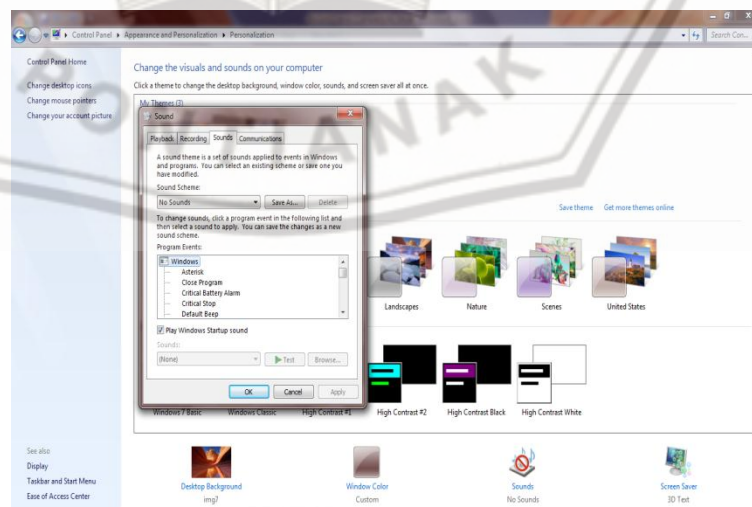 Control Panel ▸ Appearance and Personalization ▸ Personalization
Search Con...
Control Panel Home
Change desktop icons
Change mouse pointers
Change your account picture
Change the visuals and sounds on your computer
Click a theme to change the desktop background, window color, sounds, and screen saver all at once.
My Themes (3)
Sound
Playback Recording Sounds Communications
A sound theme is a set of sounds applied to events in Windows
and programs. You can select an existing scheme or save one you
have modified.
Sound Scheme:
No Sounds Save As... Delete
To change sounds, click a program event in the following list and
then select a sound to apply. You can save the changes as a new
sound scheme.
Program Events:
Windows
Asterisk
Close Program
Critical Battery Alarm
Critical Stop
Default Beep
Play Windows Startup sound
Sounds:
(None) Test Browse...
OK Cancel Apply
Save theme Get more themes online
Landscapes Nature Scenes United States
Windows 7 Basic Windows Classic High Contrast #1 High Contrast #2 High Contrast Black High Contrast White
See also
Display
Taskbar and Start Menu
Ease of Access Center
Desktop Background
img7
Window Color
Custom
Sounds
No Sounds
Screen Saver
3D Text